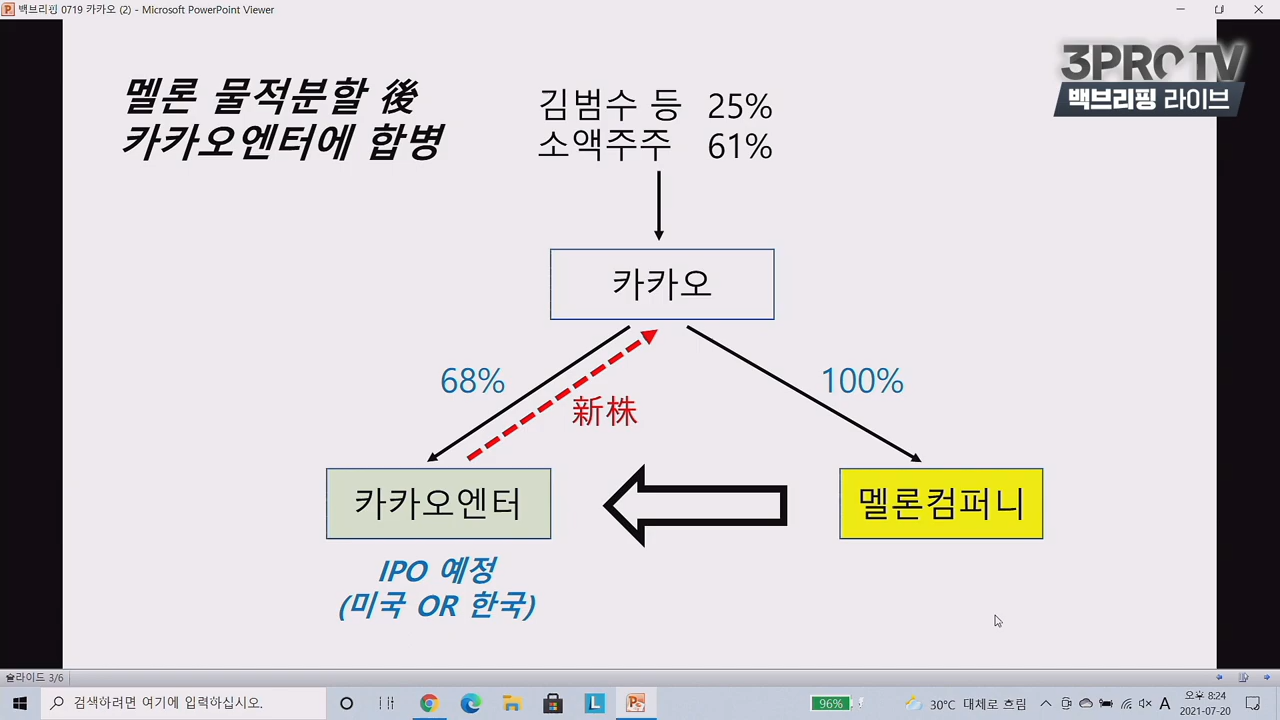 백브리핑 0719 카카오 (2) - Microsoft PowerPoint Viewer
3PRO TV
백브리핑 라이브
멜론 물적분할 後
카카오엔터에 합병
김범수 등 25%
소액주주 61%
카카오
68%
新株
100%
카카오엔터
멜론컴퍼니
IPO 예정
(미국 OR 한국)
슬라이드 3/6
검색하려면 여기에 입력하십시오.
L
96%
30°C 대체로 흐림
A
오후 8:24
2021-07-20